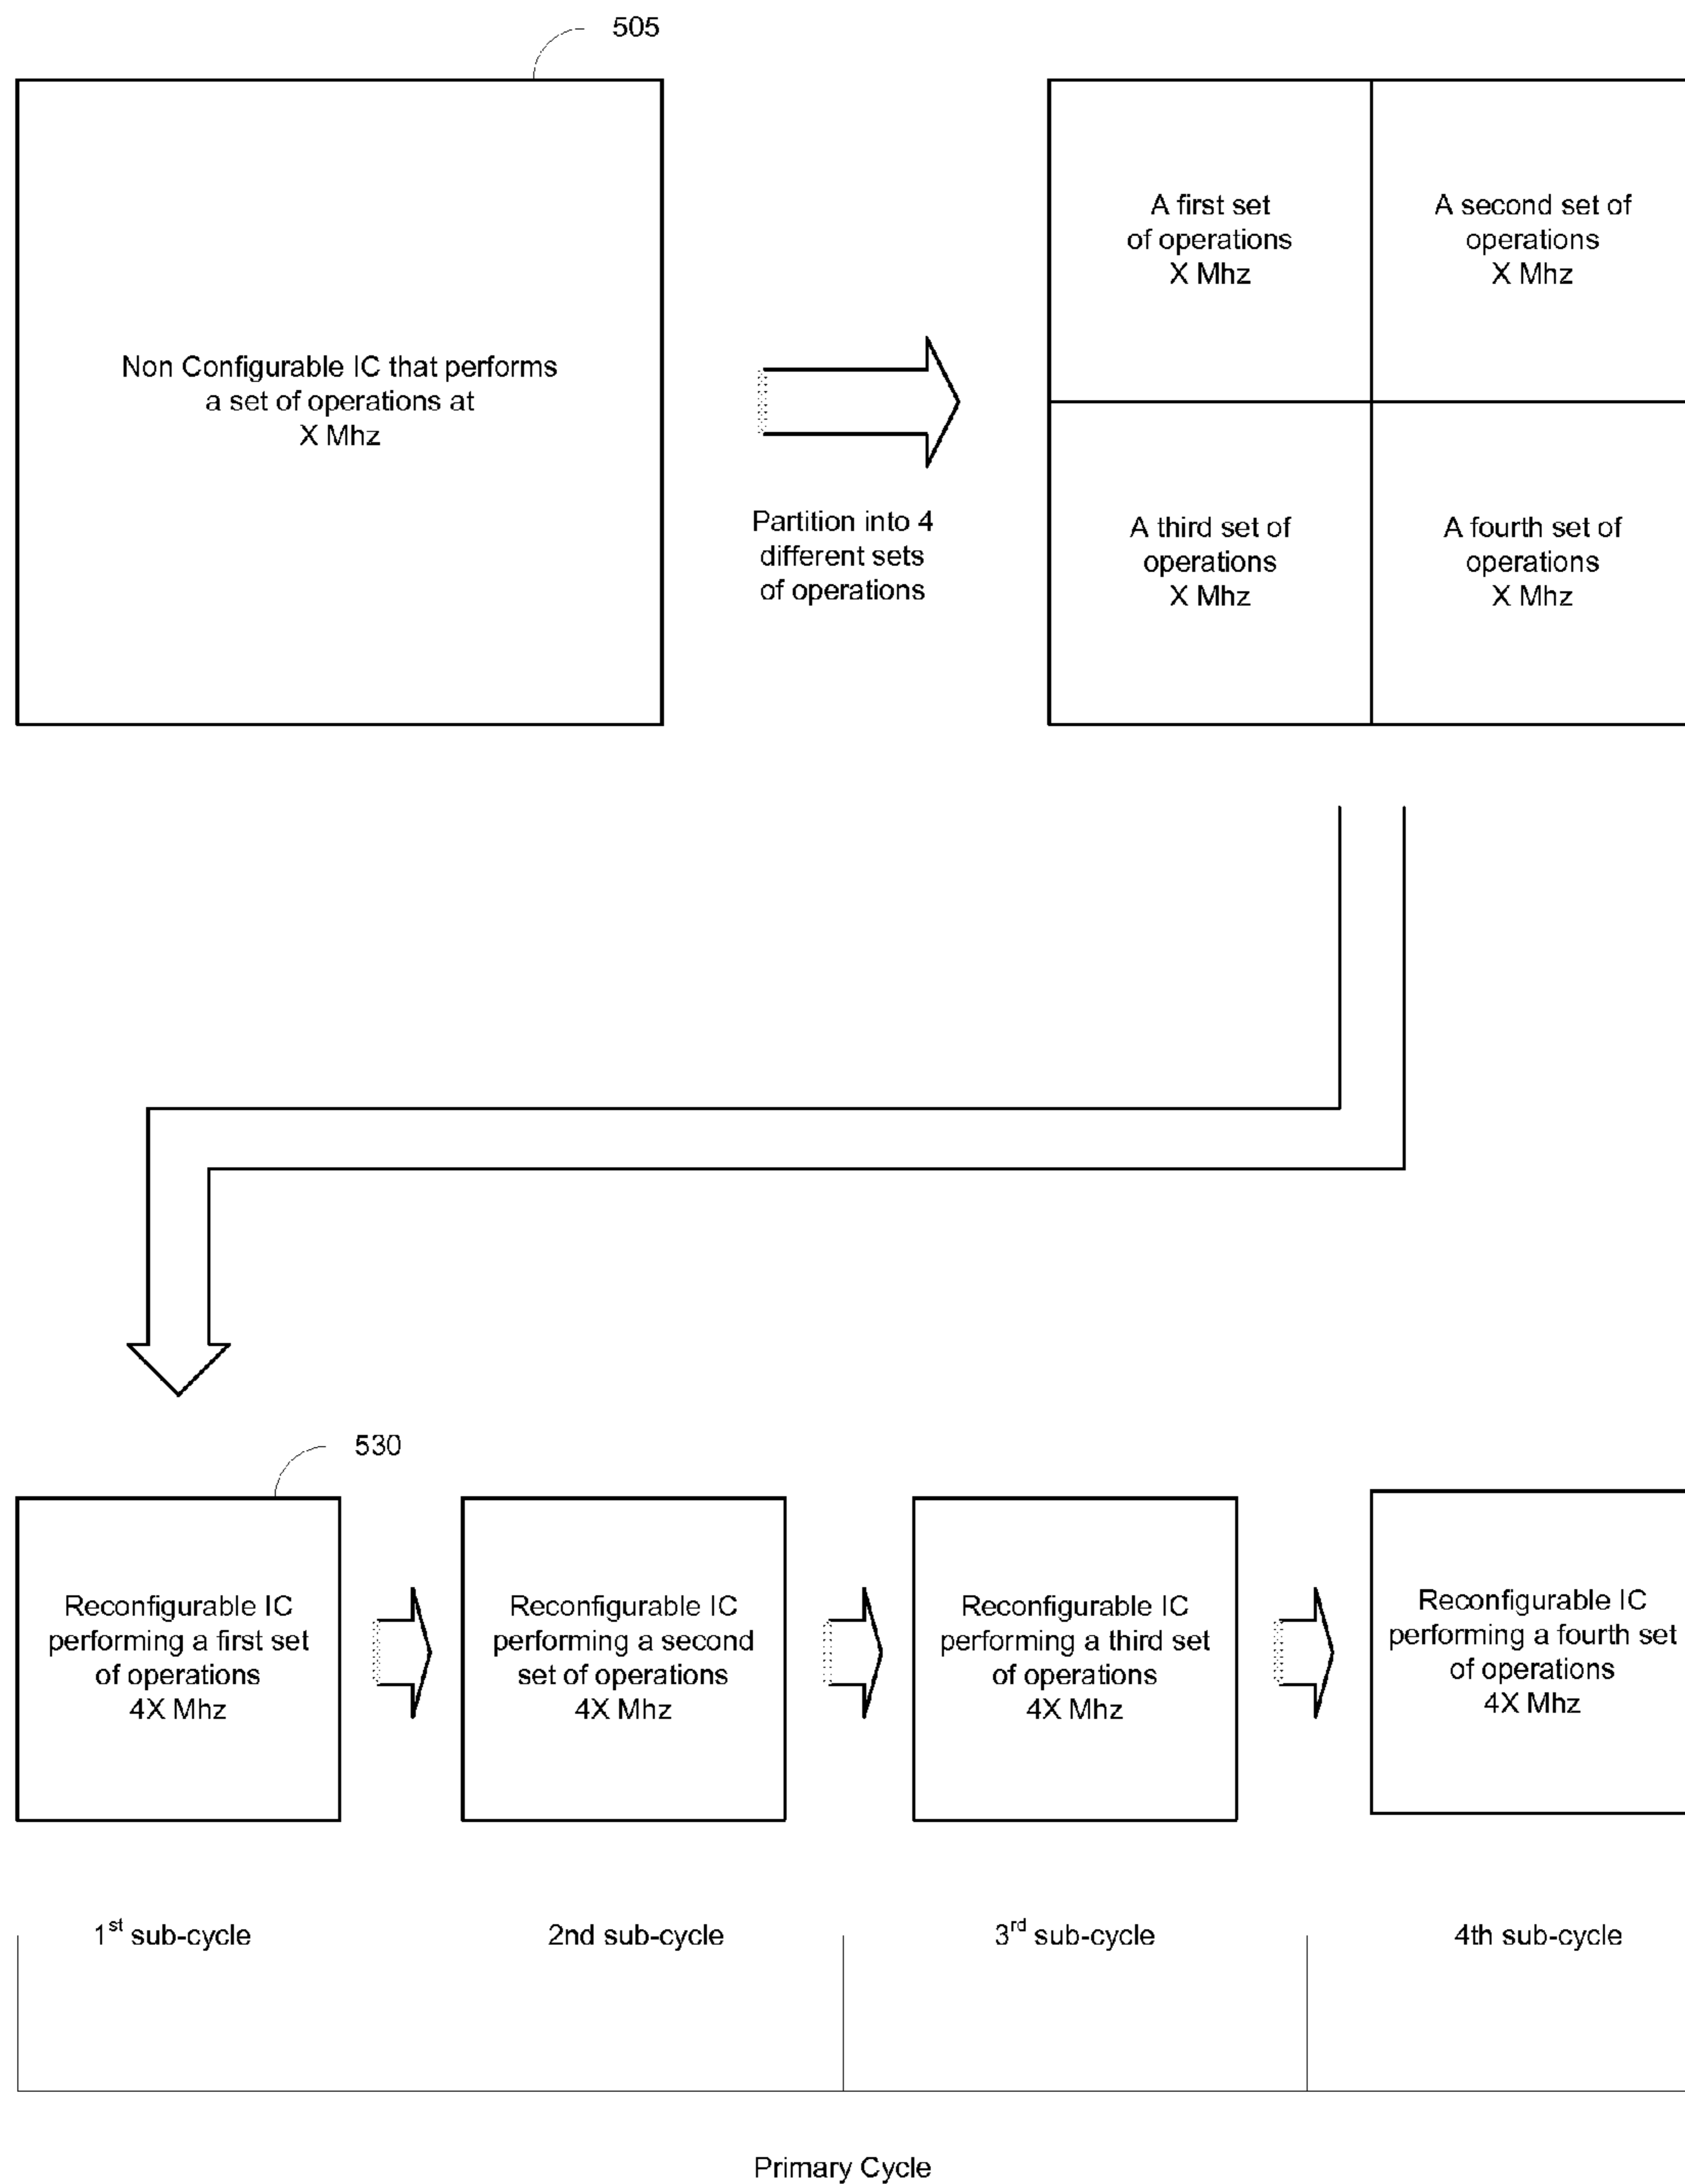 505
Non Configurable IC that performs
a set of operations at
X Mhz
Partition into 4
different sets
of operations
A first set
of operations
X Mhz
A second set of
operations
X Mhz
A third set of
operations
X Mhz
A fourth set of
operations
X Mhz
530
Reconfigurable IC
performing a first set
of operations
4X Mhz
Reconfigurable IC
performing a second
set of operations
4X Mhz
Reconfigurable IC
performing a third set
of operations
4X Mhz
Reconfigurable IC
performing a fourth set
of operations
4X Mhz
1st sub-cycle
2nd sub-cycle
3rd sub-cycle
4th sub-cycle
Primary Cycle